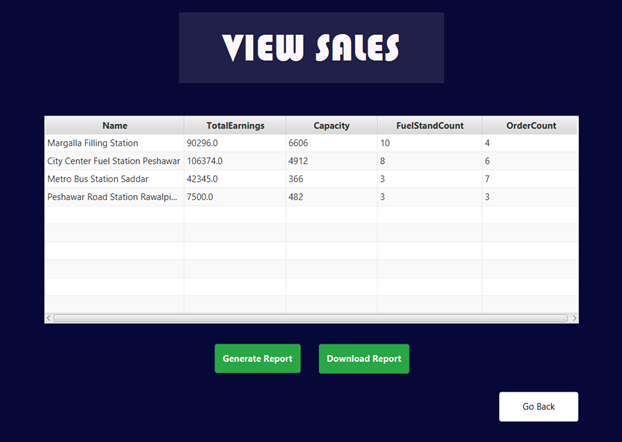 VIEW SALES
Name TotalEarnings Capacity FuelStandCount OrderCount
Margalla Filling Station 90296.0 6606 10 4
City Center Fuel Station Peshawar 106374.0 4912 8 6
Metro Bus Station Saddar 42345.0 366 3 7
Peshawar Road Station Rawalpi... 7500.0 482 3 3
Generate Report Download Report
Go Back